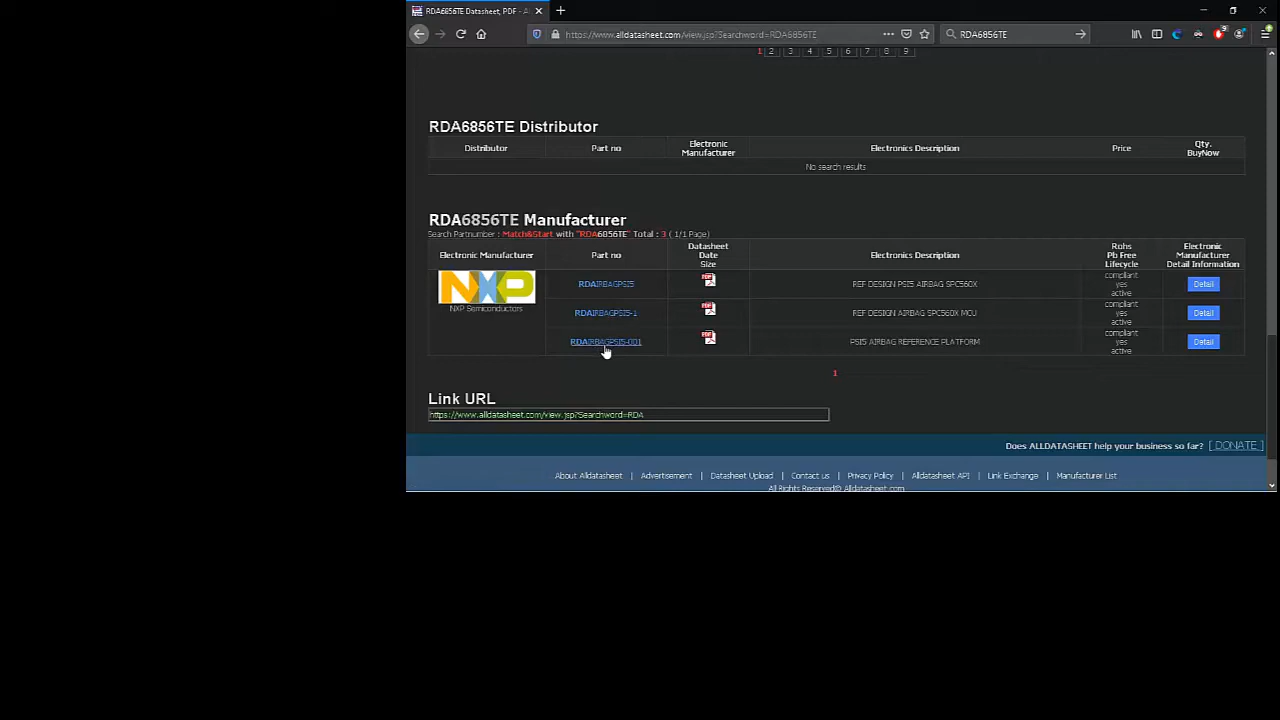 RDA6856TE Datasheet, PDF - A
https://www.alldatasheet.com/view.jsp?Searchword=RDA6856TE
RDA6856TE
9
1 2 3 4 5 6 7 8 9
RDA6856TE Distributor
Distributor Part no Electronic Manufacturer Electronics Description Price Qty. BuyNow
No search results
RDA6856TE Manufacturer
Search Partnumber : Match&Start with "RDA6856TE" Total : 3 ( 1/1 Page)
Electronic Manufacturer Part no Datasheet Date Size Electronics Description Rohs Pb Free Lifecycle Electronic Manufacturer Detail Information
NXP
NXP Semiconductors
RDAIRBAGPSI5 PDF REF DESIGN PSI5 AIRBAG SPC560X compliant yes active Detail
RDAIRBAGPSI5-1 PDF REF DESIGN AIRBAG SPC560X MCU compliant yes active Detail
RDAIRBAGPSI5-001 PDF PSI5 AIRBAG REFERENCE PLATFORM compliant yes active Detail
1
Link URL
https://www.alldatasheet.com/view.jsp?Searchword=RDA
Does ALLDATASHEET help your business so far? [ DONATE ]
About Alldatasheet | Advertisement | Datasheet Upload | Contact us | Privacy Policy | Alldatasheet API | Link Exchange | Manufacturer List
All Rights Reserved© Alldatasheet.com